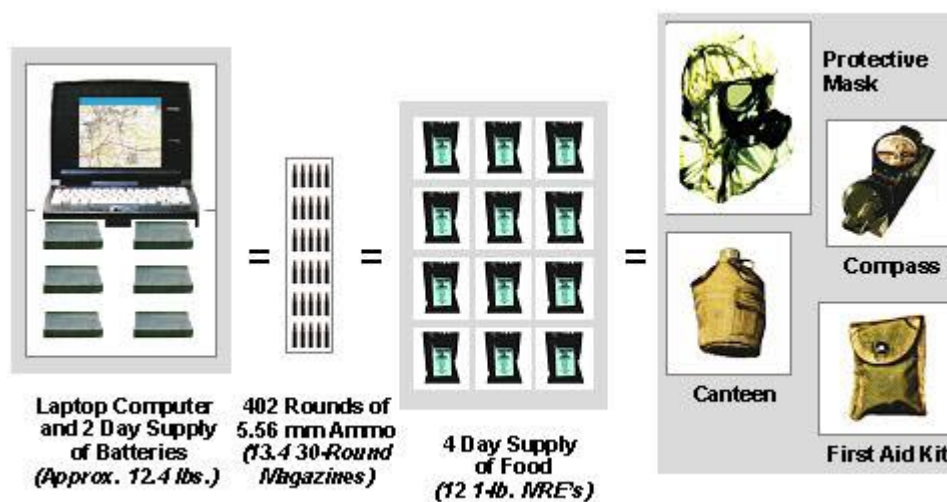 Protective
Mask
=
=
=
Compass
Canteen
Laptop Computer
and 2 Day Supply
of Batteries
(Approx. 12.4 lbs.)
402 Rounds of
5.56 mm Ammo
(13.4 30-Round
Magazines)
4 Day Supply
of Food
(12 1-lb. MRE's)
First Aid Kit